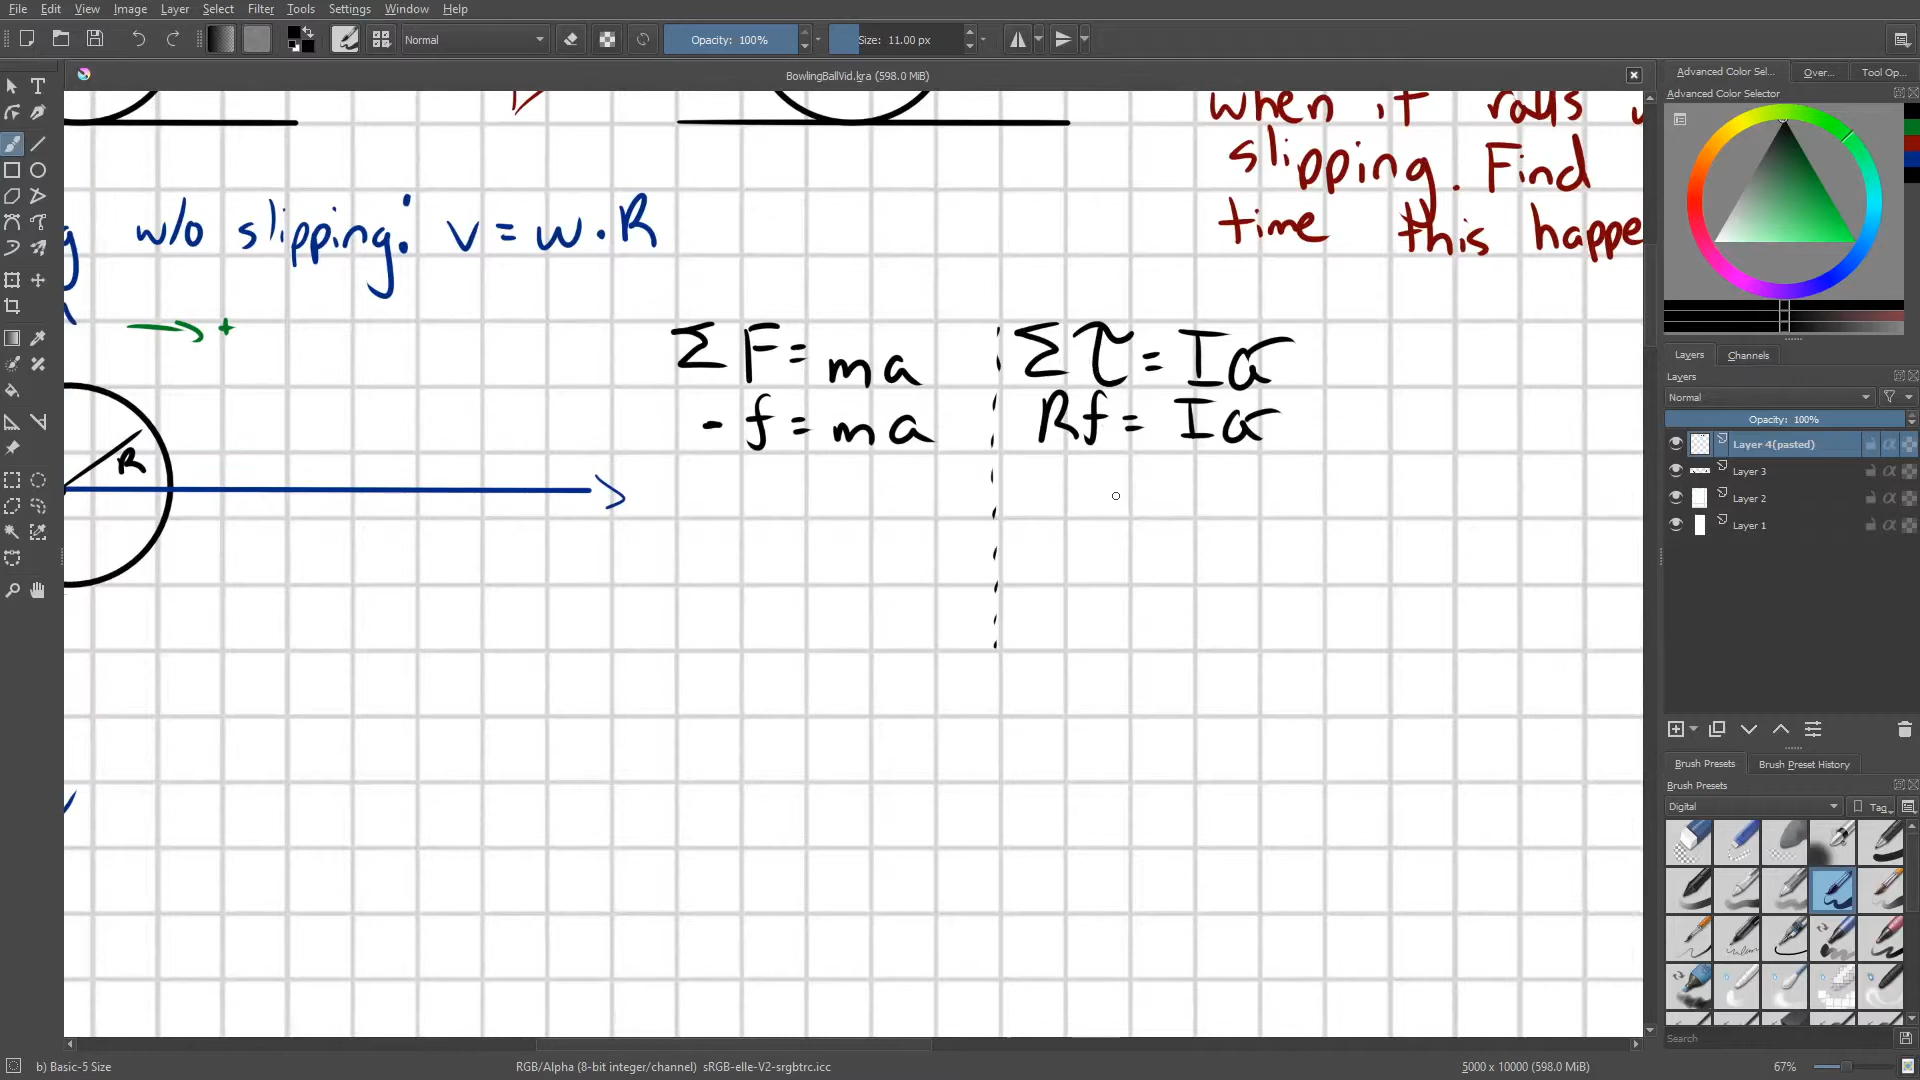 File Edit View Image Layer Select Filter Tools Settings Window Help
Normal
Opacity: 100%
Size: 11.00 px
BowlingBallVid.kra (598.0 MiB)
when it rolls
slipping. Find
time this happe
w/o slipping: v = w · R
→ +
R
Σ F = ma
- f = ma
Στ = Iα
Rf = Iα
Advanced Color Sel... Over... Tool Op...
Advanced Color Selector
Layers Channels
Layers
Normal
Opacity: 100%
Layer 4(pasted)
Layer 3
Layer 2
Layer 1
Brush Presets Brush Preset History
Brush Presets
Digital
Tag
Search
b) Basic-5 Size
RGB/Alpha (8-bit integer/channel) sRGB-elle-V2-srgbtrc.icc
5000 x 10000 (598.0 MiB)
67%